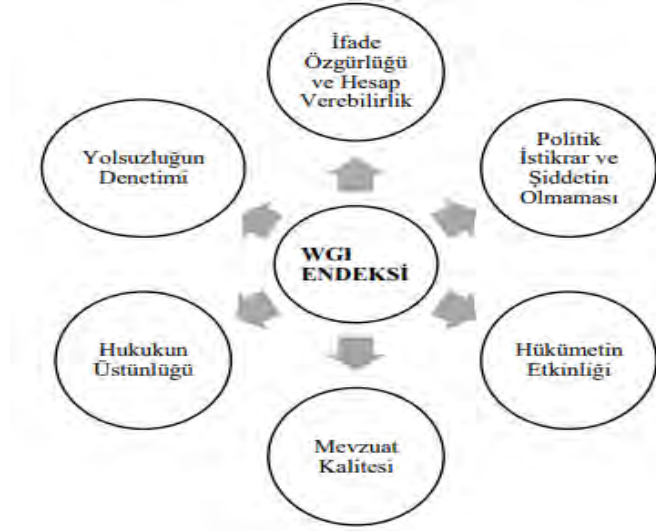 İfade
Özgürlüğü
ve Hesap
Verebilirlik
Politik
İstikrar ve
Şiddetin
Olmaması
Hükümetin
Etkinliği
Mevzuat
Kalitesi
Hukukun
Üstünlüğü
Yolsuzluğun
Denetimi
WGI
ENDEKSİ